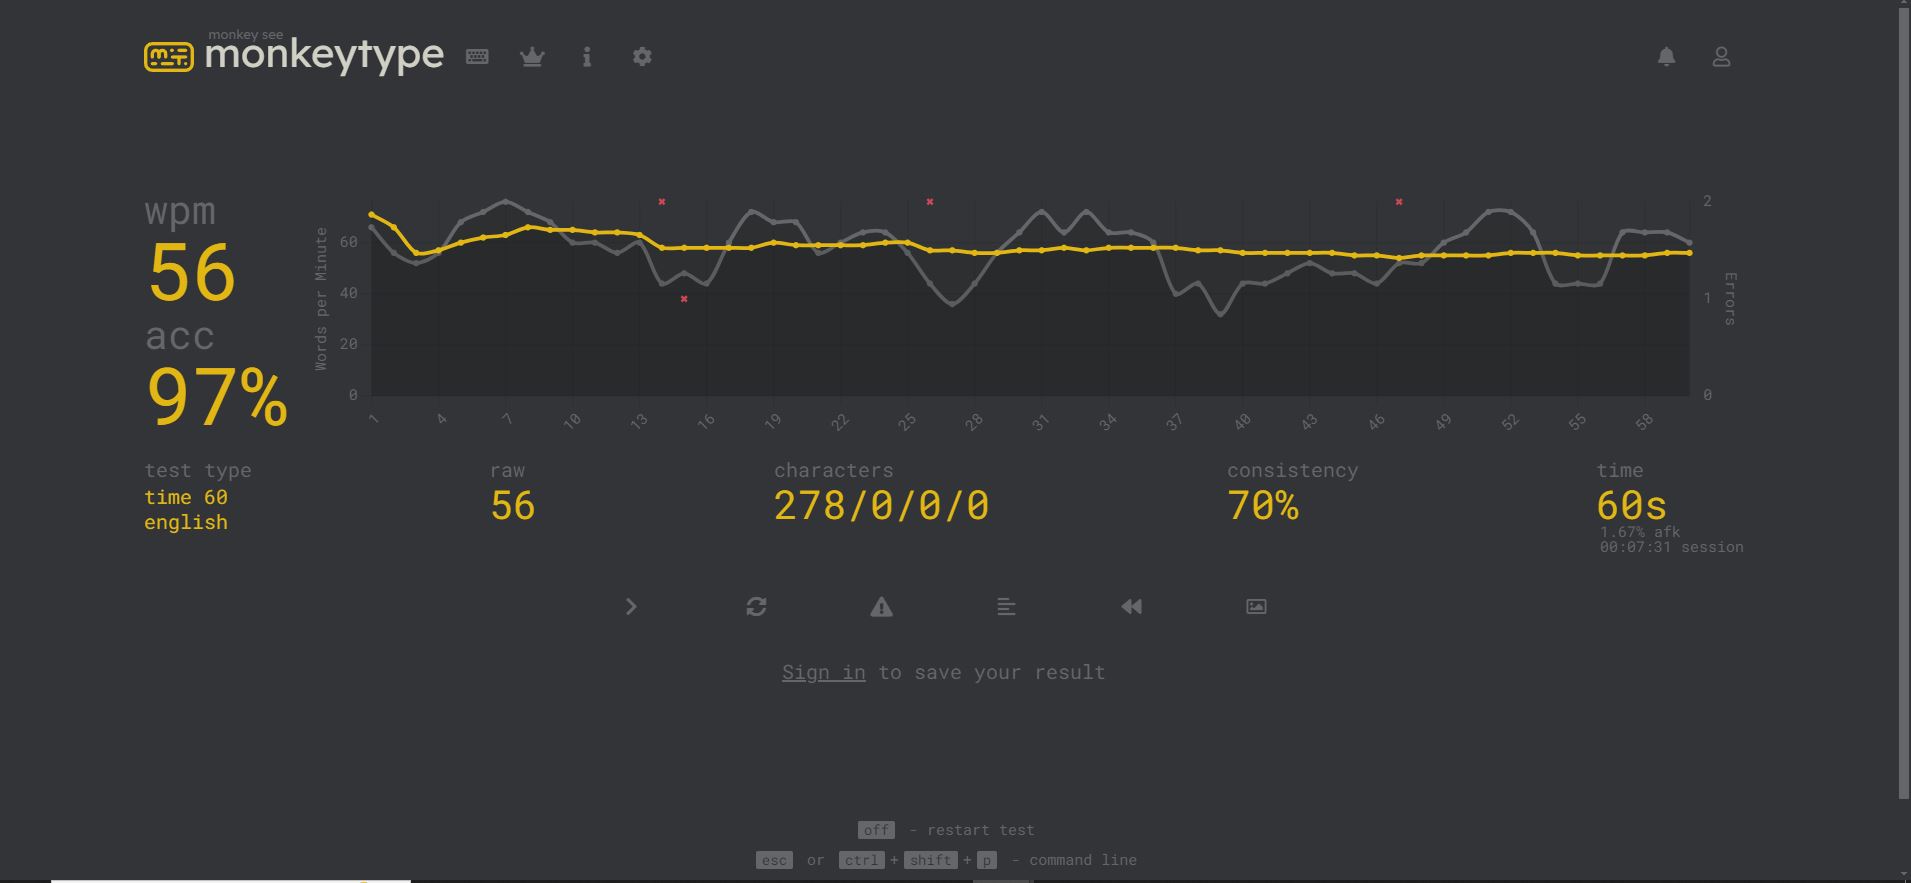 monkey see
monkeytype
wpm
56
acc
97%
Words per Minute
60
40
20
0
2
1
0
Errors
1 4 7 10 13 16 19 22 25 28 31 34 37 40 43 46 49 52 55 58
test type
time 60
english
raw
56
characters
278/0/0/0
consistency
70%
time
60s
1.67% afk
00:07:31 session
Sign in to save your result
off - restart test
esc or ctrl + shift + p - command line